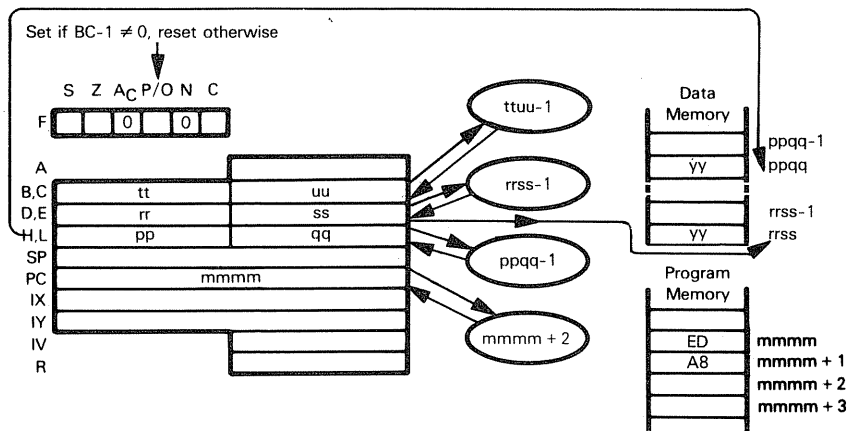 Set if BC-1 ≠ 0, reset otherwise
S Z AC P/O N C
F 0 0
A
B,C tt uu
D,E rr ss
H,L pp qq
SP
PC mmmm
IX
IY
IV
R
ttuu-1
rrss-1
ppqq-1
mmmm + 2
Data
Memory
ppqq-1
yy ppqq
rrss-1
yy rrss
Program
Memory
ED mmmm
A8 mmmm + 1
mmmm + 2
mmmm + 3